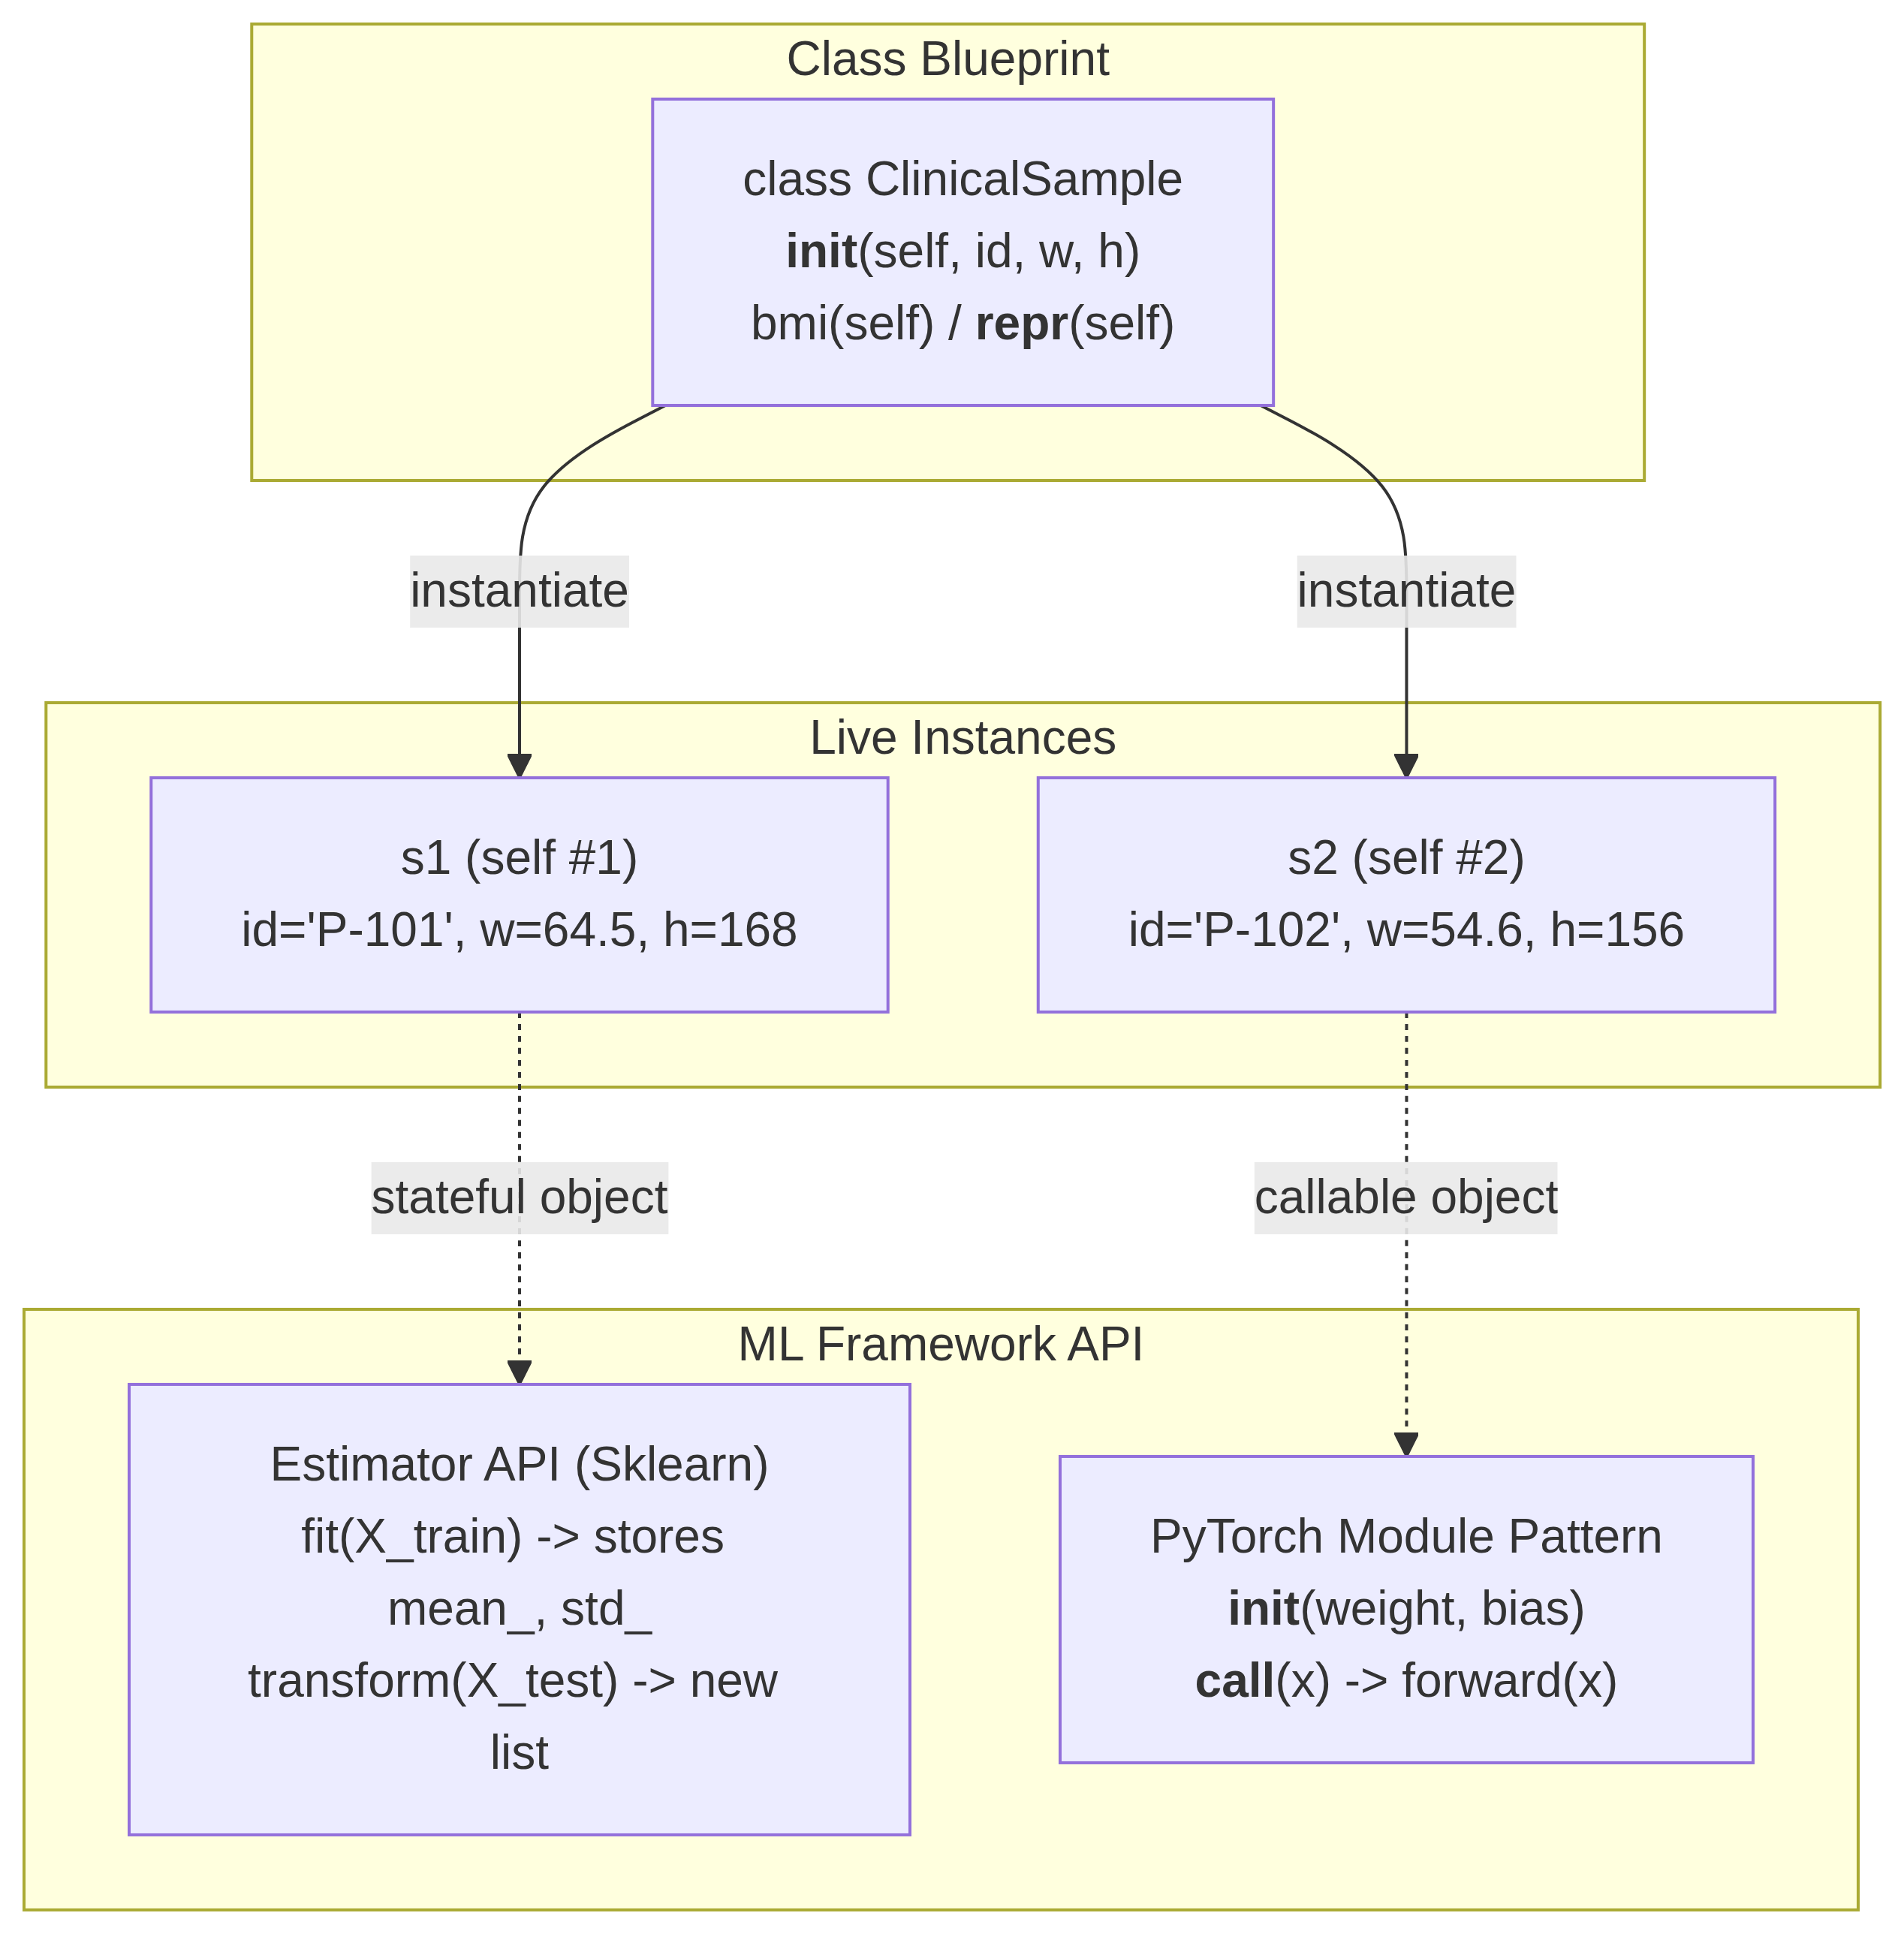 Class Blueprint
class ClinicalSample
init(self, id, w, h)
bmi(self) / repr(self)
instantiate
instantiate
Live Instances
s1 (self #1)
id='P-101', w=64.5, h=168
s2 (self #2)
id='P-102', w=54.6, h=156
stateful object
callable object
ML Framework API
Estimator API (Sklearn)
fit(X_train) -> stores
mean_, std_
transform(X_test) -> new
list
PyTorch Module Pattern
init(weight, bias)
call(x) -> forward(x)